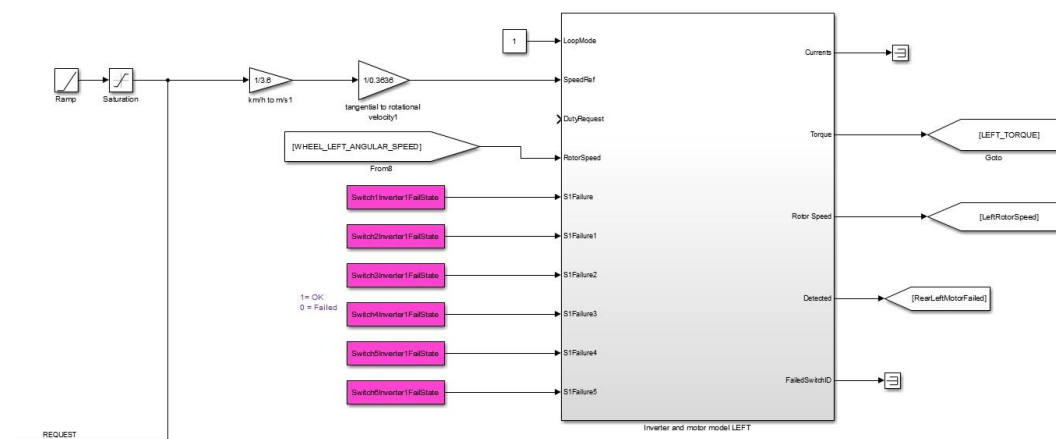 1
LoopMode
Currents
1/3.6
1/0.3636
SpeedRef
Ramp
Saturation
km/h to m/s1
tangential to rotational
velocity1
DutyRequest
Torque
[LEFT_TORQUE]
Goto
[WHEEL_LEFT_ANGULAR_SPEED]
From8
RotorSpeed
Switch1Inverter1FailState
S1Failure
Rotor Speed
[LeftRotorSpeed]
Switch2Inverter1FailState
S1Failure1
Switch3Inverter1FailState
S1Failure2
1= OK
0 = Failed
Detected
[RearLeftMotorFailed]
Switch4Inverter1FailState
S1Failure3
Switch5Inverter1FailState
S1Failure4
FailedSwitchID
Switch6Inverter1FailState
S1Failure5
Inverter and motor model LEFT
REQUEST